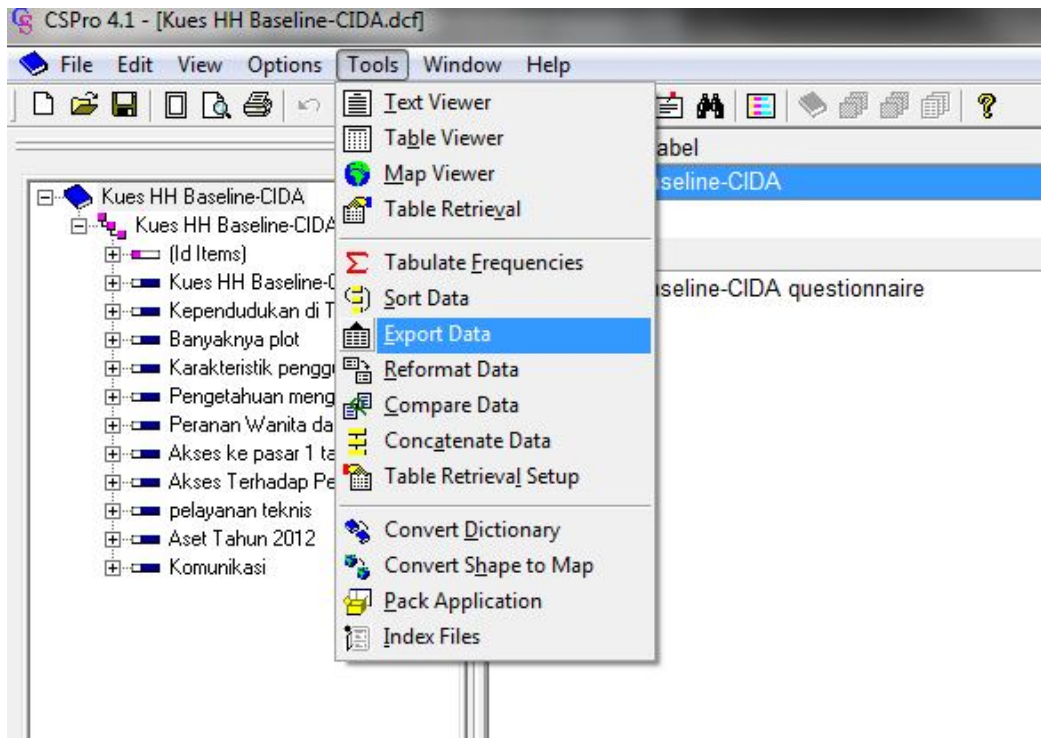 CSPro 4.1 - [Kues HH Baseline-CIDA.dcf]
File Edit View Options Tools Window Help
Text Viewer
Table Viewer
Map Viewer
Table Retrieval
Tabulate Frequencies
Sort Data
Export Data
Reformat Data
Compare Data
Concatenate Data
Table Retrieval Setup
Convert Dictionary
Convert Shape to Map
Pack Application
Index Files
Kues HH Baseline-CIDA
Kues HH Baseline-CIDA
(Id Items)
Kues HH Baseline-
Kependudukan di T
Banyaknya plot
Karakteristik penggu
Pengetahuan meng
Peranan Wanita da
Akses ke pasar 1 ta
Akses Terhadap Pe
pelayanan teknis
Aset Tahun 2012
Komunikasi
abel
seline-CIDA
seline-CIDA questionnaire